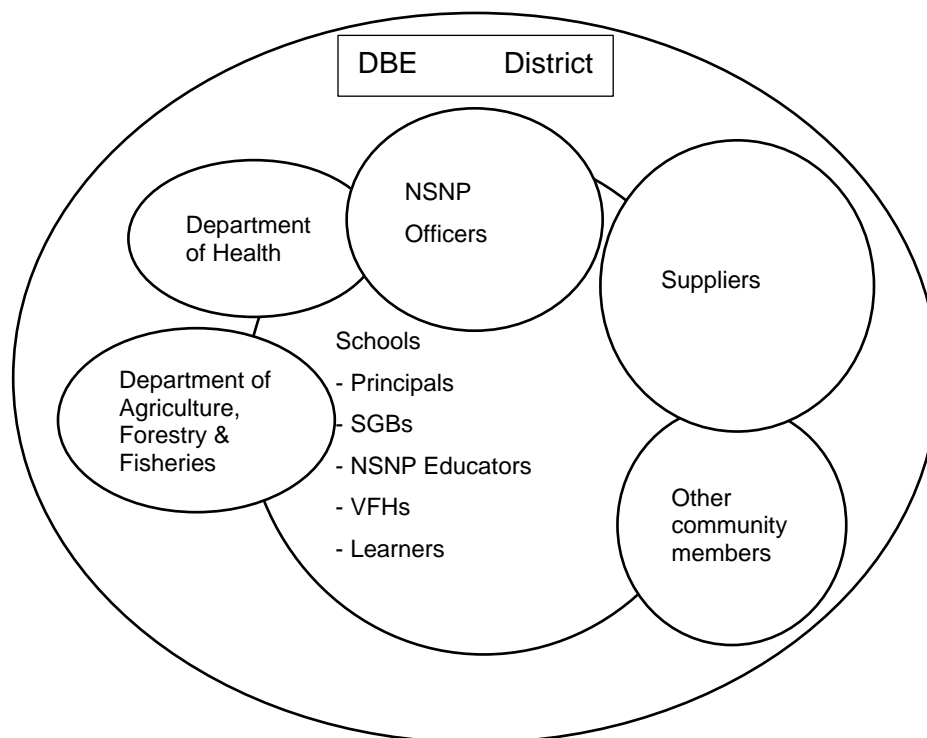 DBE District
NSNP
Officers
Department
of Health
Suppliers
Schools
- Principals
- SGBs
- NSNP Educators
- VFHs
- Learners
Department of
Agriculture,
Forestry &
Fisheries
Other
community
members